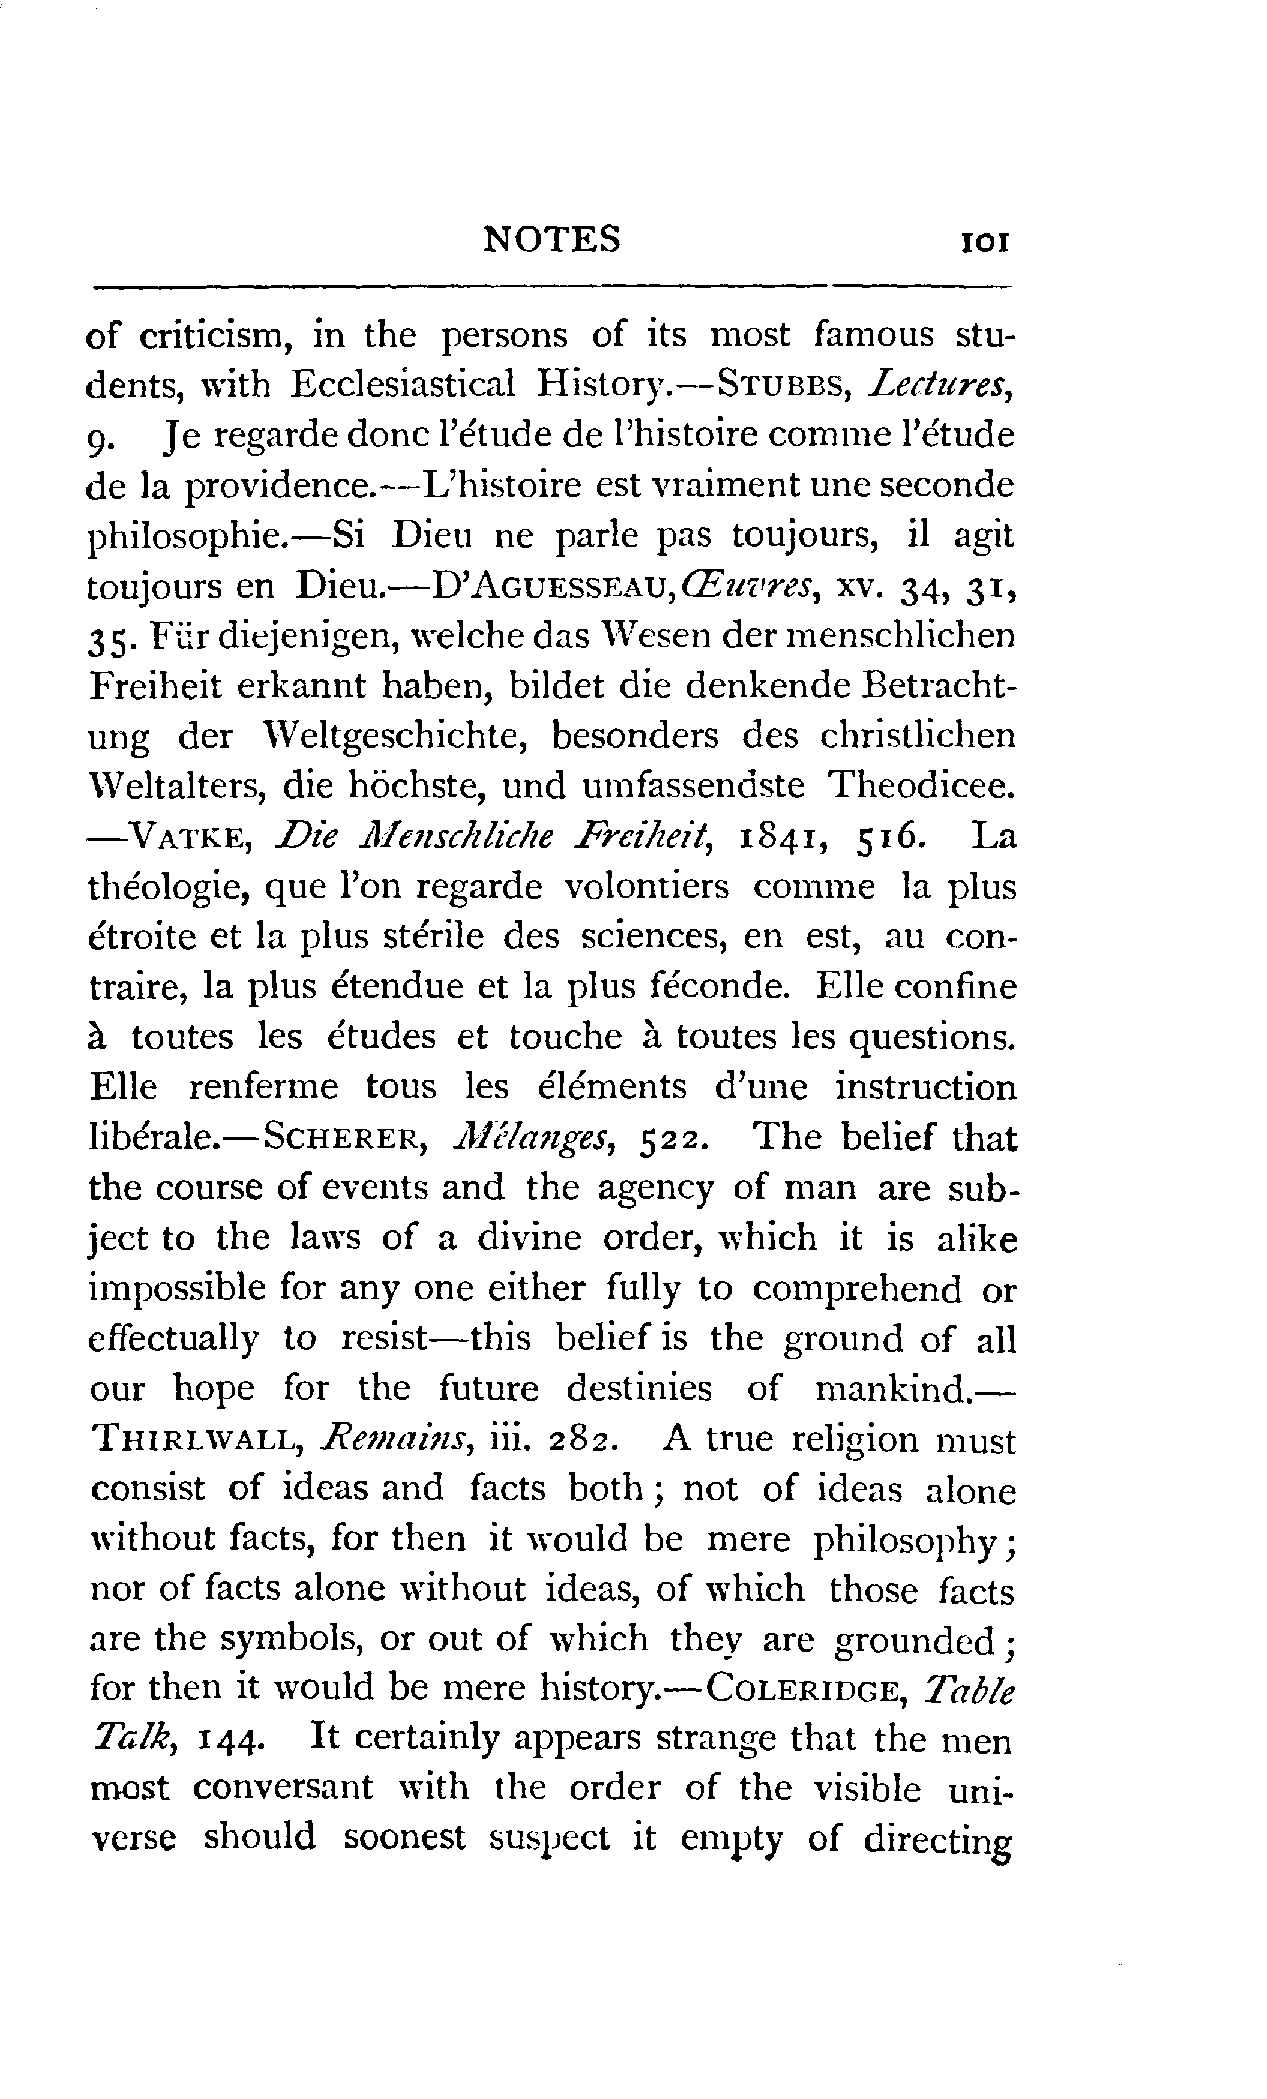 NOTES 101
of criticism, in the persons of its most famous stu-
dents, with Ecclesiastical History.—STUBBS, Lectures,
9. Je regarde donc l'étude de l'histoire comme l'étude
de la providence.—L'histoire est vraiment une seconde
philosophie.—Si Dieu ne parle pas toujours, il agit
toujours en Dieu.—D'AGUESSEAU, Œuvres, xv. 34, 31,
35. Für diejenigen, welche das Wesen der menschlichen
Freiheit erkannt haben, bildet die denkende Betracht-
ung der Weltgeschichte, besonders des christlichen
Weltalters, die höchste, und umfassendste Theodicee.
—VATKE, Die Menschliche Freiheit, 1841, 516. La
théologie, que l'on regarde volontiers comme la plus
étroite et la plus stérile des sciences, en est, au con-
traire, la plus étendue et la plus féconde. Elle confine
à toutes les études et touche à toutes les questions.
Elle renferme tous les éléments d'une instruction
libérale.—SCHERER, Mélanges, 522. The belief that
the course of events and the agency of man are sub-
ject to the laws of a divine order, which it is alike
impossible for any one either fully to comprehend or
effectually to resist—this belief is the ground of all
our hope for the future destinies of mankind.—
THIRLWALL, Remains, iii. 282. A true religion must
consist of ideas and facts both; not of ideas alone
without facts, for then it would be mere philosophy;
nor of facts alone without ideas, of which those facts
are the symbols, or out of which they are grounded;
for then it would be mere history.—COLERIDGE, Table
Talk, 144. It certainly appears strange that the men
most conversant with the order of the visible uni-
verse should soonest suspect it empty of directing